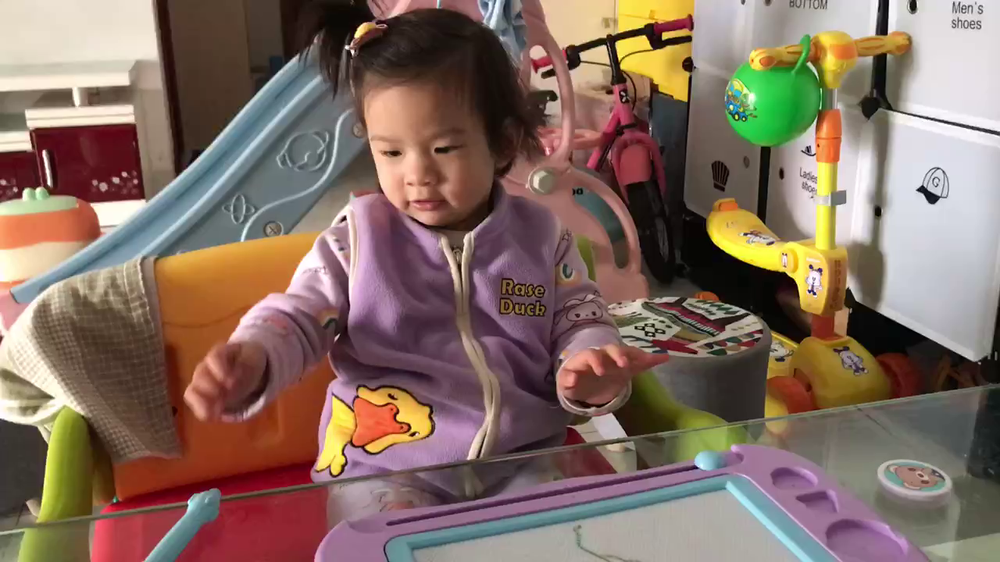 BOTTOM
Men's
shoes
Ladies
shoes
G
Rase
Duck